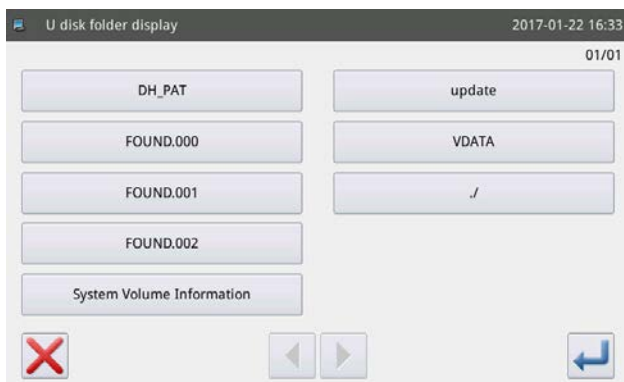 U disk folder display 2017-01-22 16:33
01/01
DH_PAT update
FOUND.000 VDATA
FOUND.001 ./
FOUND.002
System Volume Information